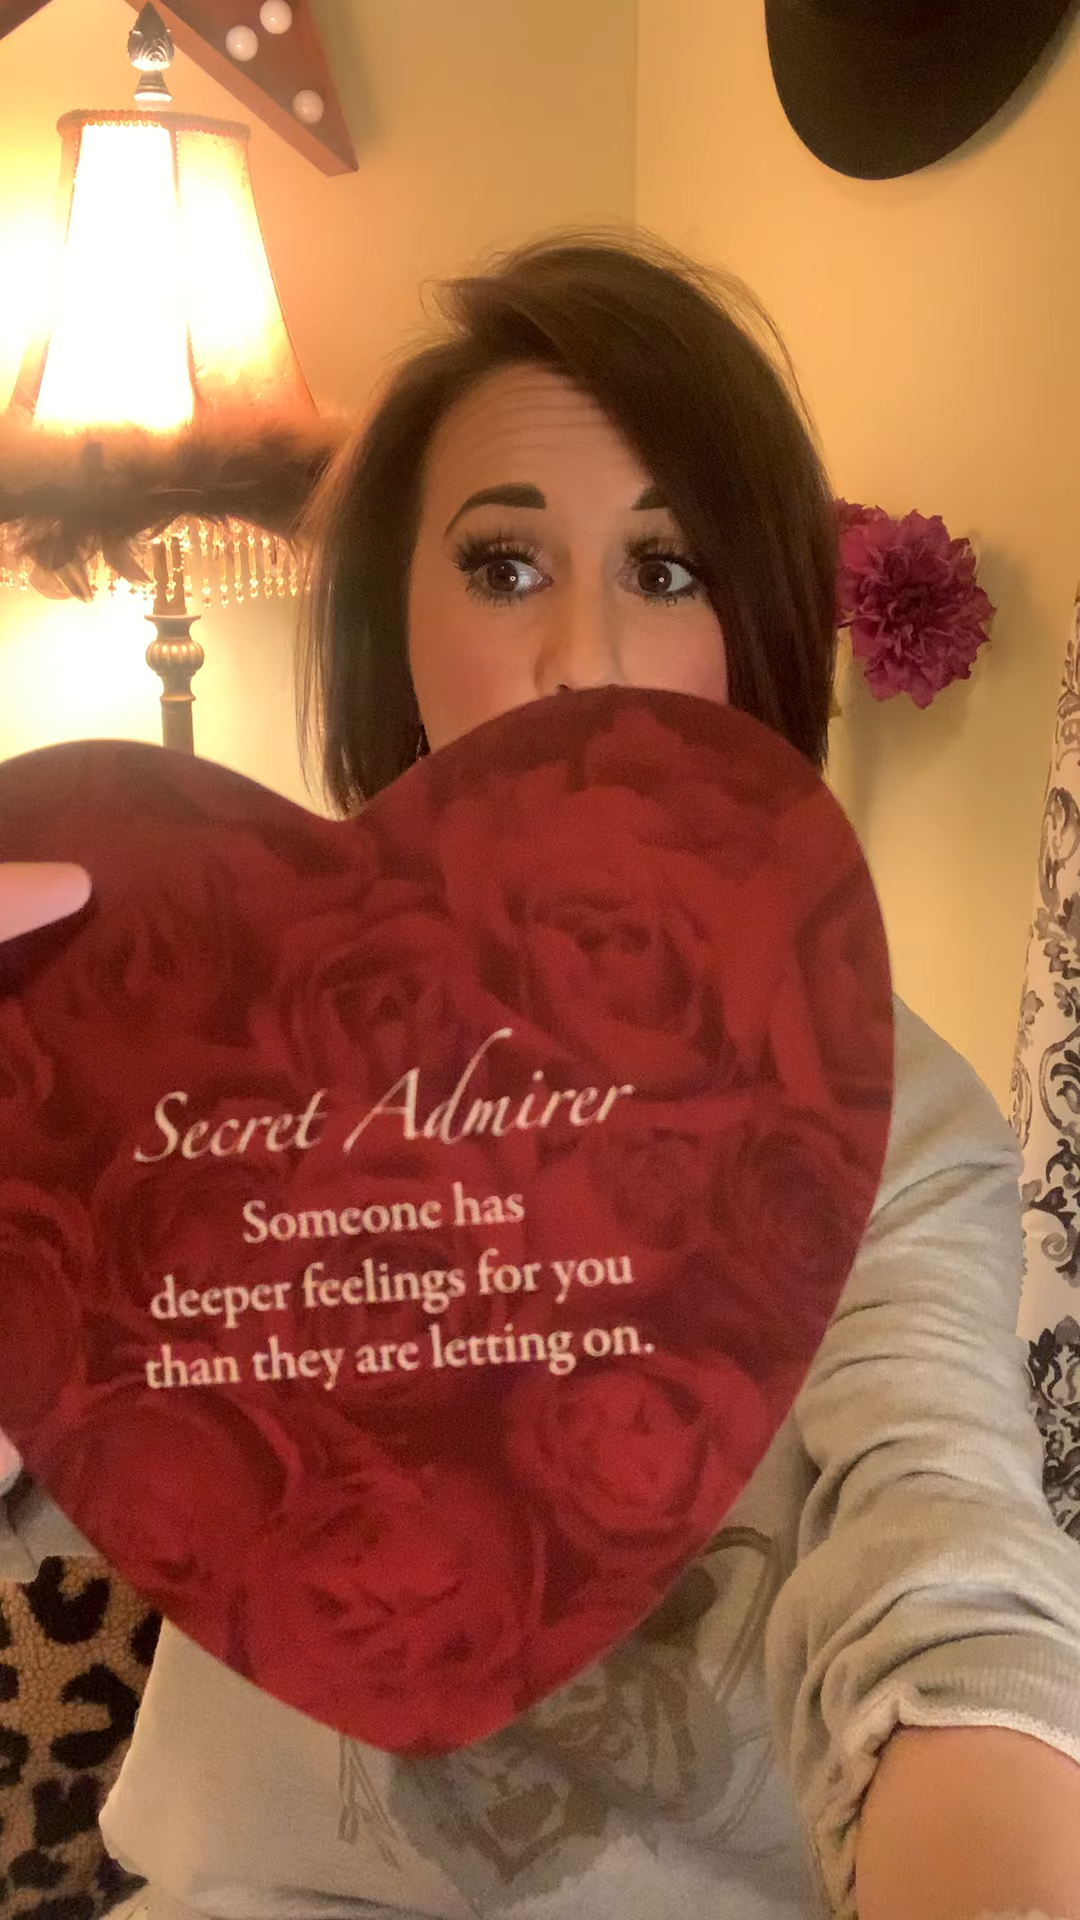 Secret Admirer
Someone has
deeper feelings for you
than they are letting on.